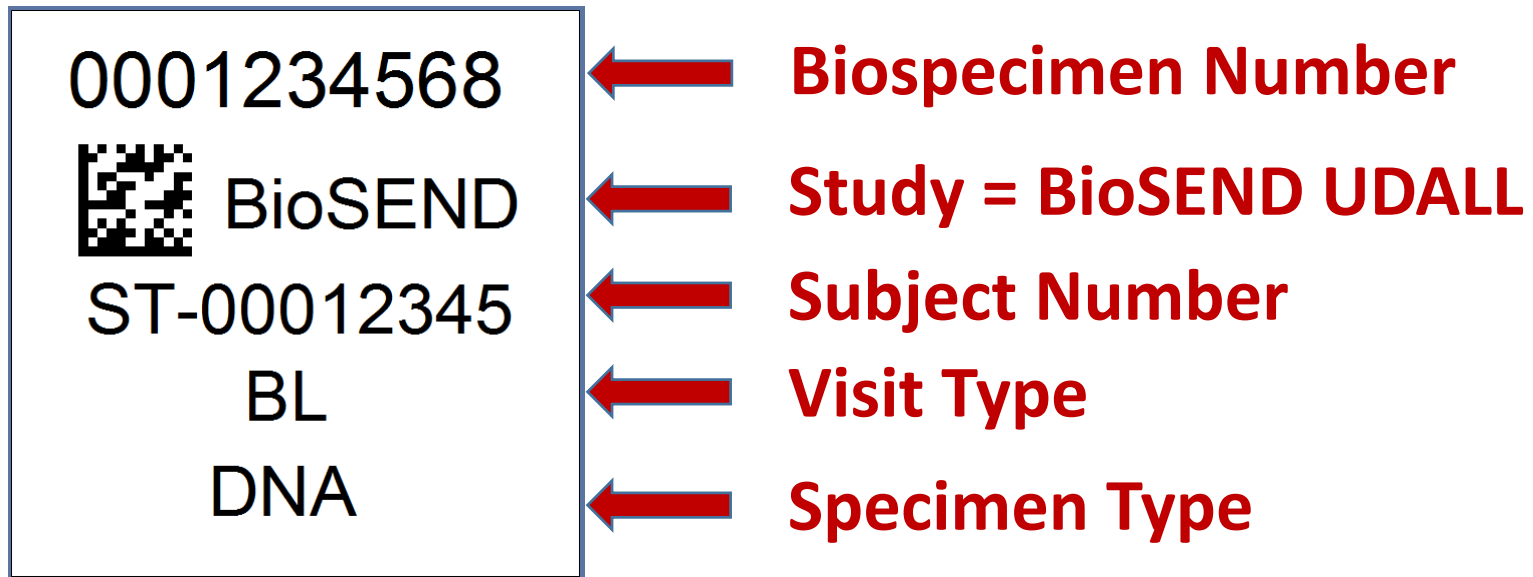 0001234568 Biospecimen Number
BioSEND Study = BioSEND UDALL
ST-00012345 Subject Number
BL Visit Type
DNA Specimen Type